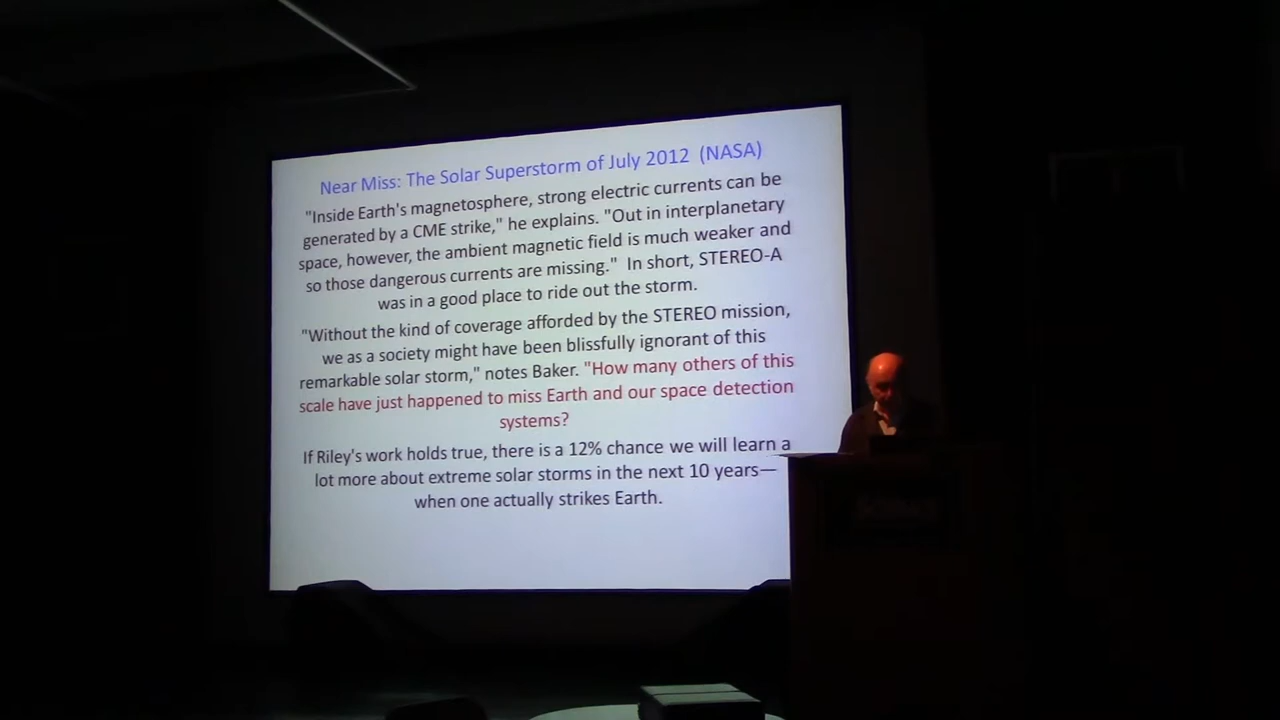 Near Miss: The Solar Superstorm of July 2012 (NASA)
"Inside Earth's magnetosphere, strong electric currents can be
generated by a CME strike," he explains. "Out in interplanetary
space, however, the ambient magnetic field is much weaker and
so those dangerous currents are missing." In short, STEREO-A
was in a good place to ride out the storm.
"Without the kind of coverage afforded by the STEREO mission,
we as a society might have been blissfully ignorant of this
remarkable solar storm," notes Baker. "How many others of this
scale have just happened to miss Earth and our space detection
systems?
If Riley's work holds true, there is a 12% chance we will learn a
lot more about extreme solar storms in the next 10 years—
when one actually strikes Earth.